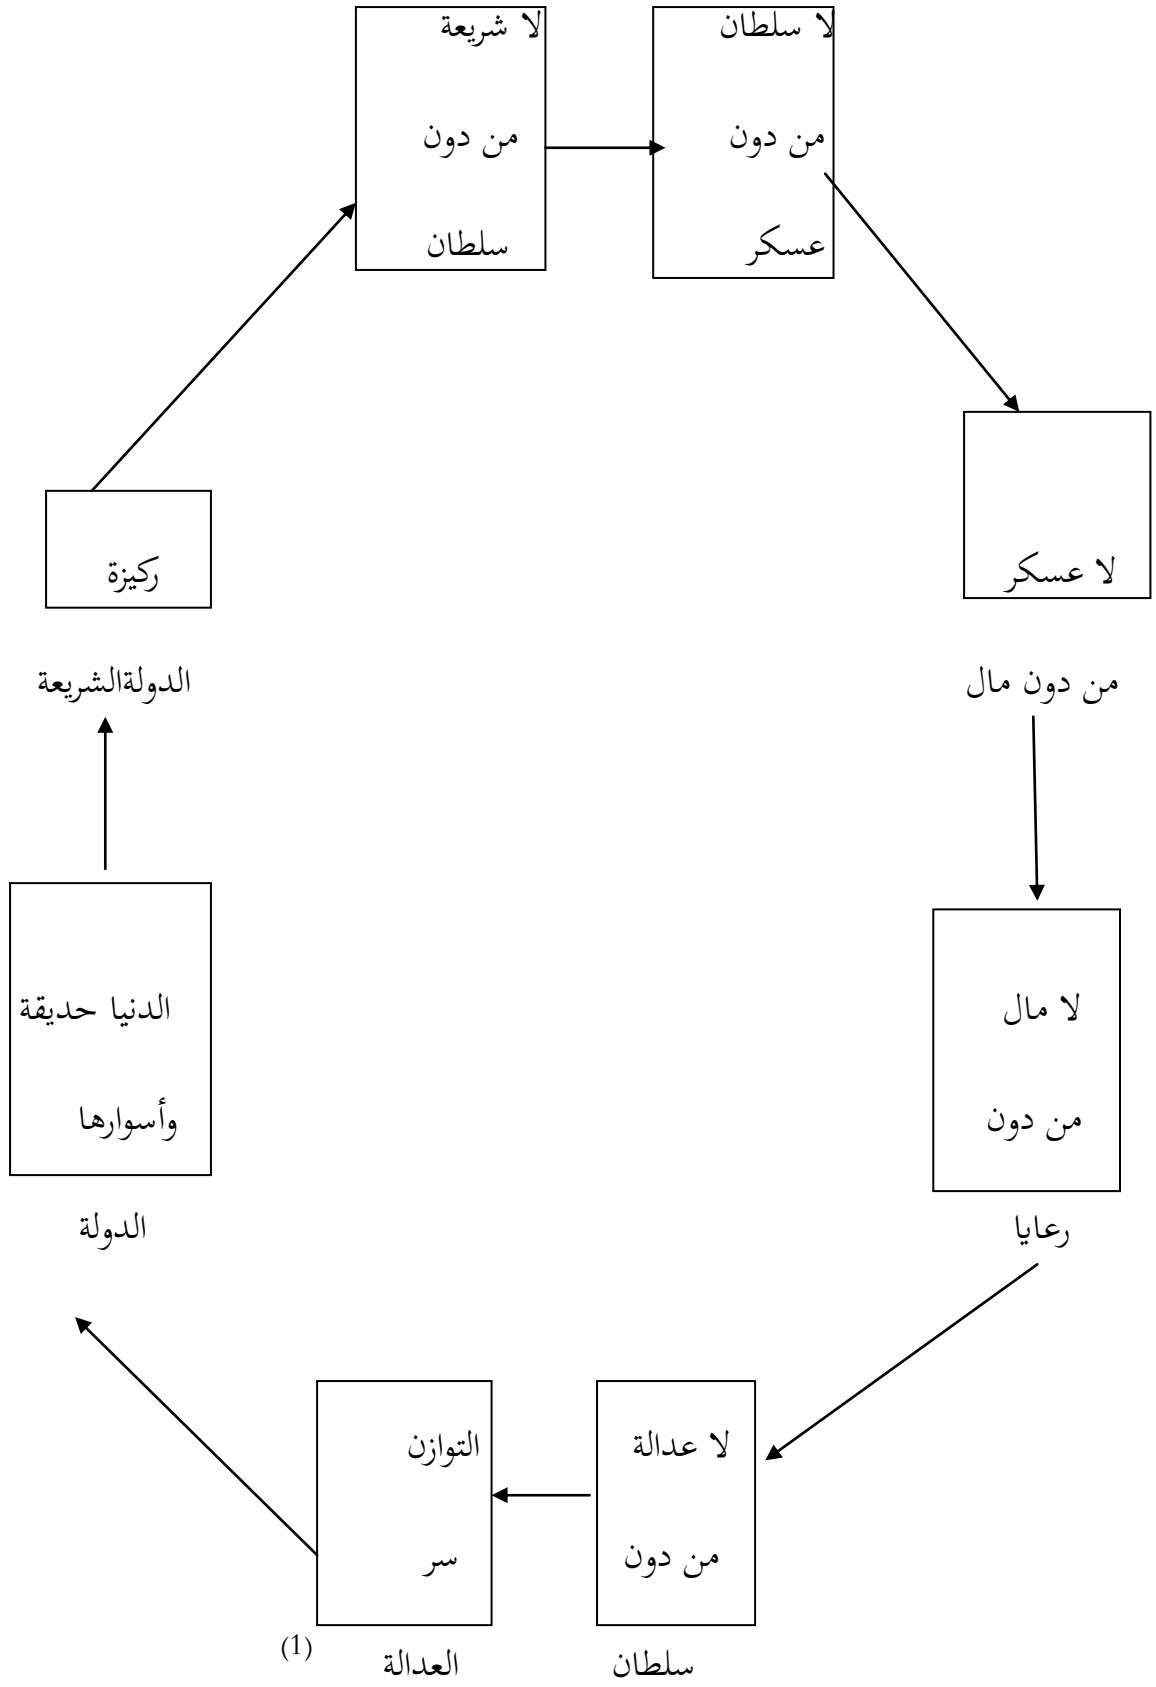 لا شريعة
من دون
سلطان
لا سلطان
من دون
عسكر
لا عسكر
من دون مال
لا مال
من دون
رعايا
لا عدالة
من دون
سلطان
التوازن
سر
العدالة
(1)
الدنيا حديقة
وأسوارها
الدولة
ركيزة
الدولةالشريعة